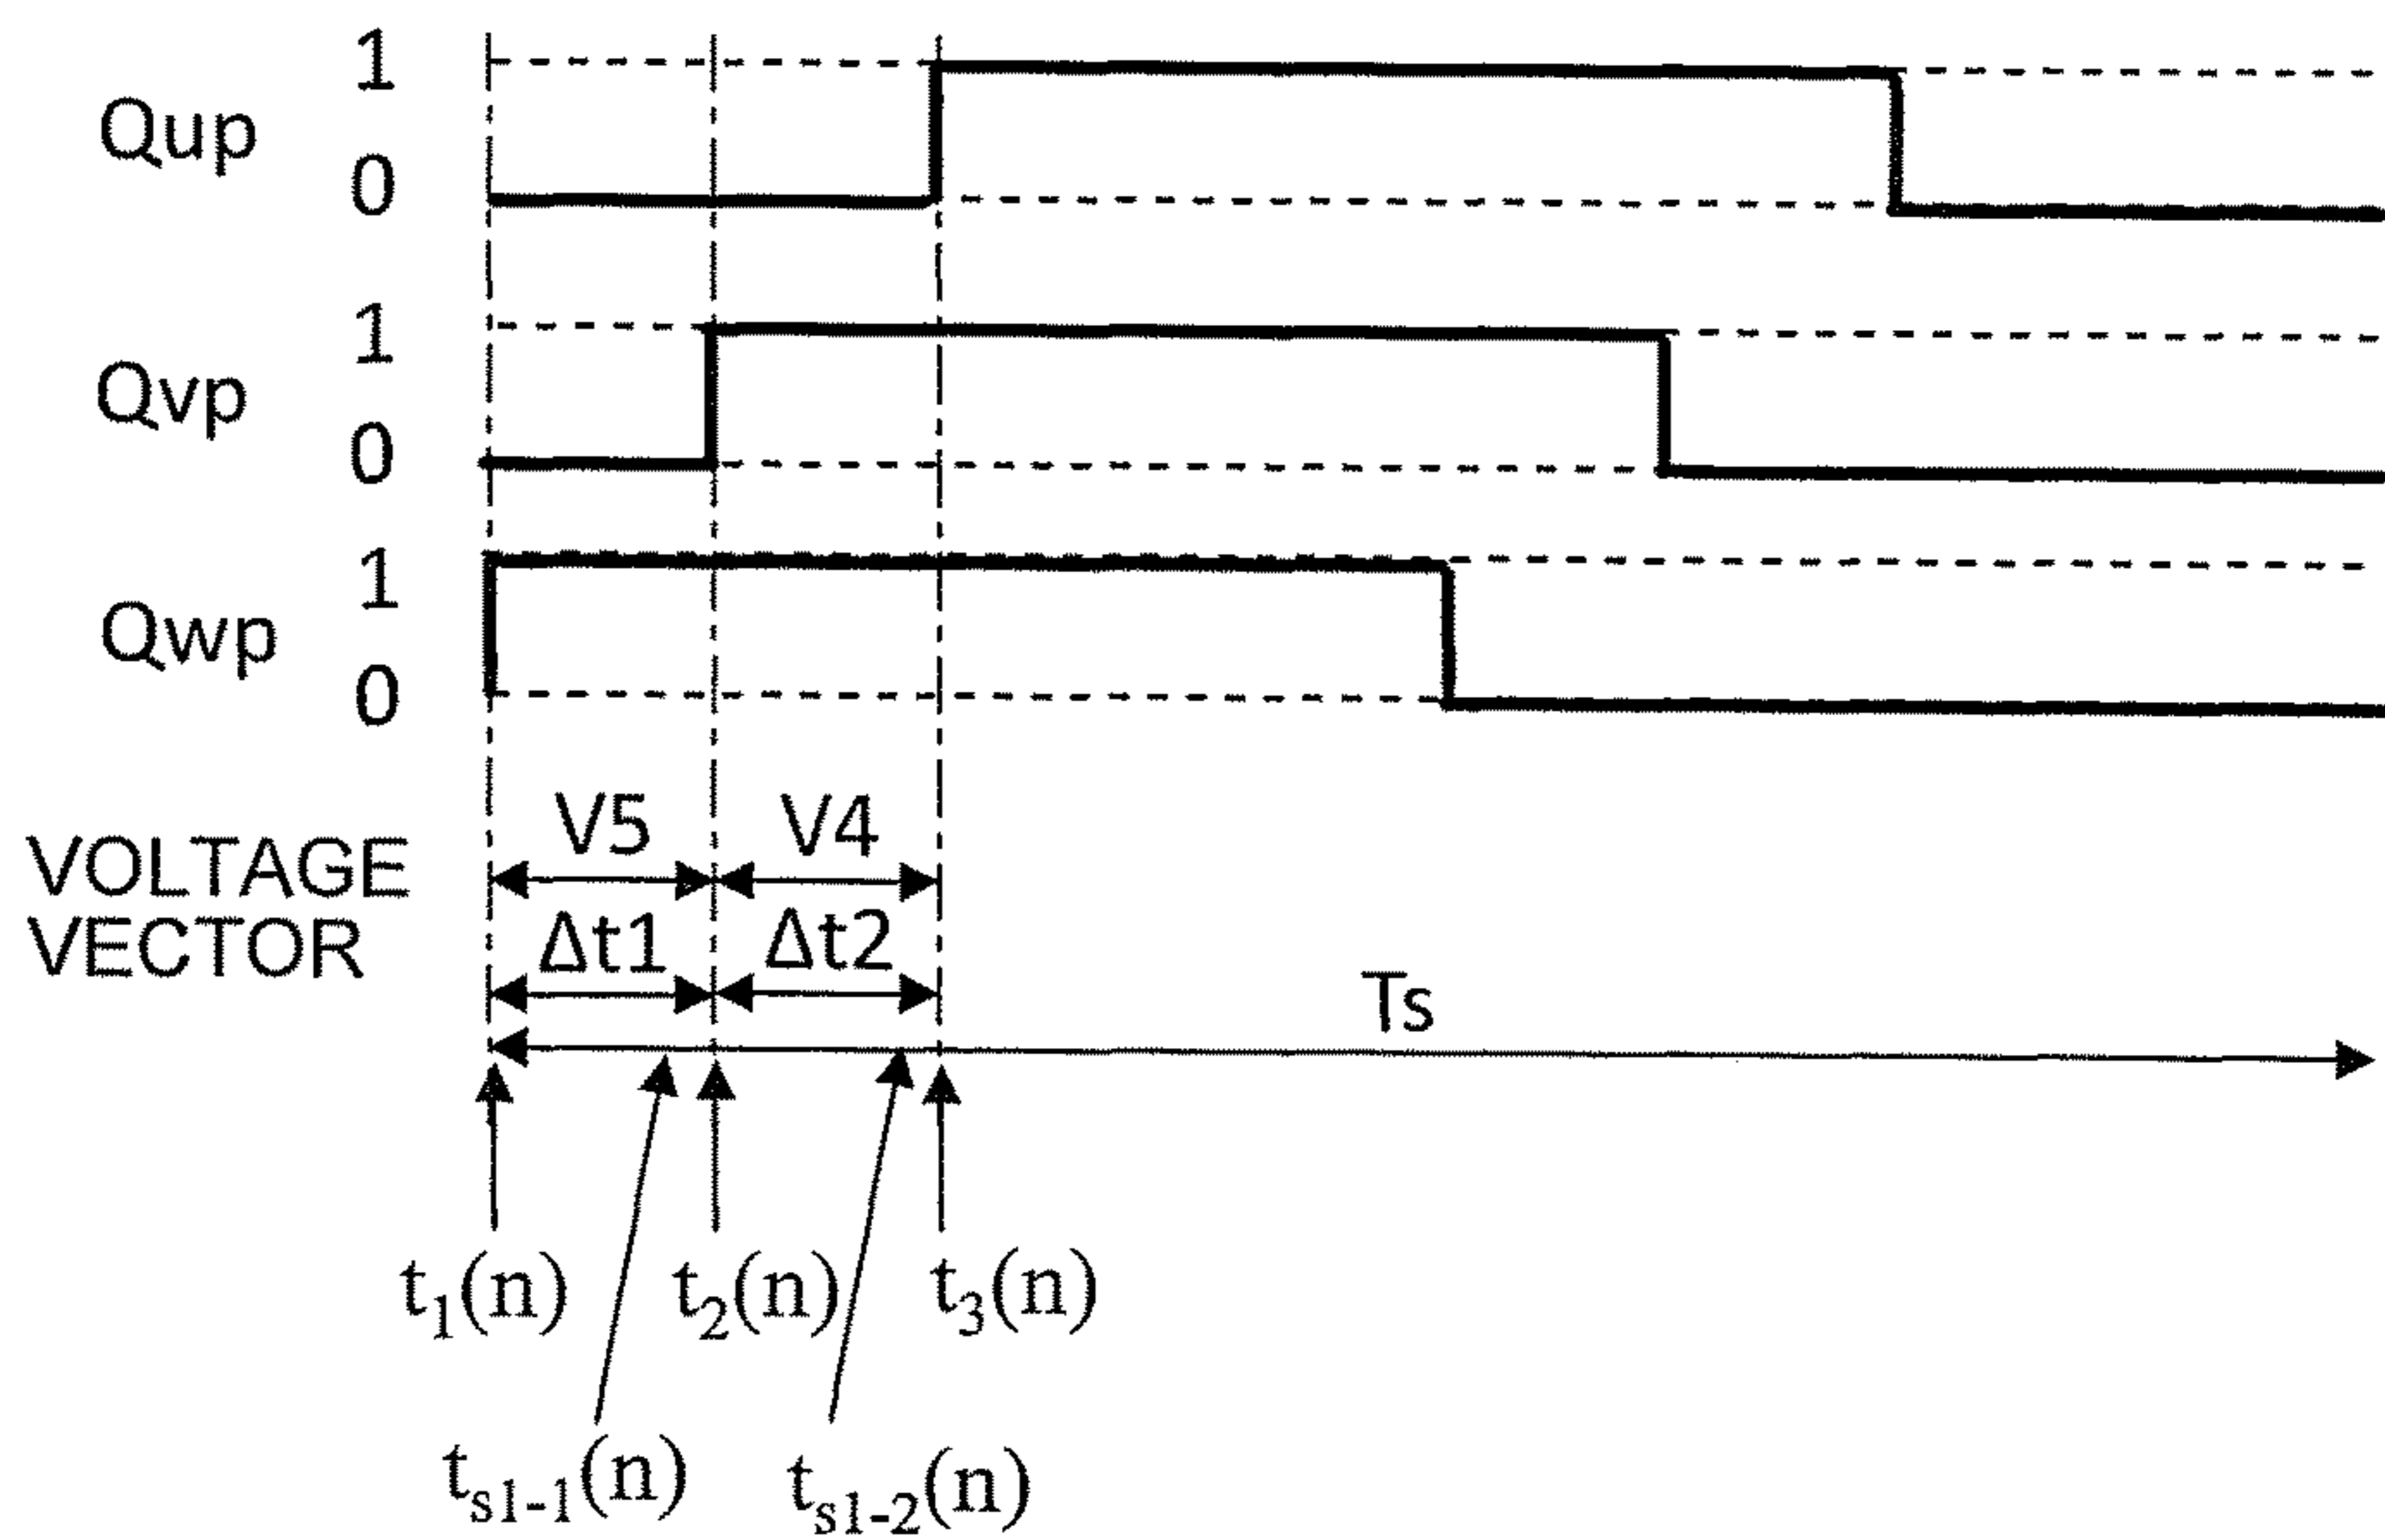 1
Qup
0
1
Qvp
0
1
Qwp
0
V5 V4
VOLTAGE
VECTOR
Δt1 Δt2
Ts
t1(n) t2(n) t3(n)
ts1-1(n) ts1-2(n)